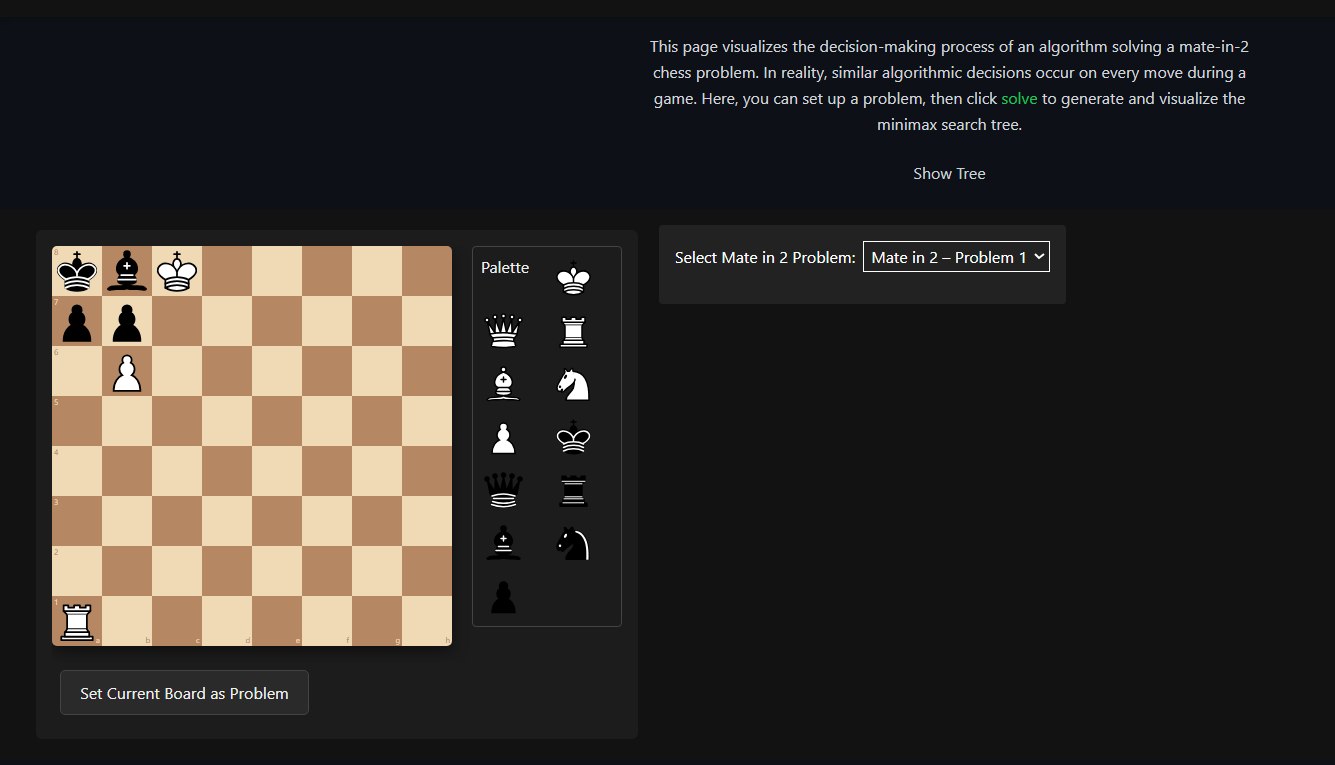 This page visualizes the decision-making process of an algorithm solving a mate-in-2
chess problem. In reality, similar algorithmic decisions occur on every move during a
game. Here, you can set up a problem, then click solve to generate and visualize the
minimax search tree.
Show Tree
Select Mate in 2 Problem: Mate in 2 – Problem 1
Palette
8
7
6
5
4
3
2
1
a b c d e f g h
Set Current Board as Problem